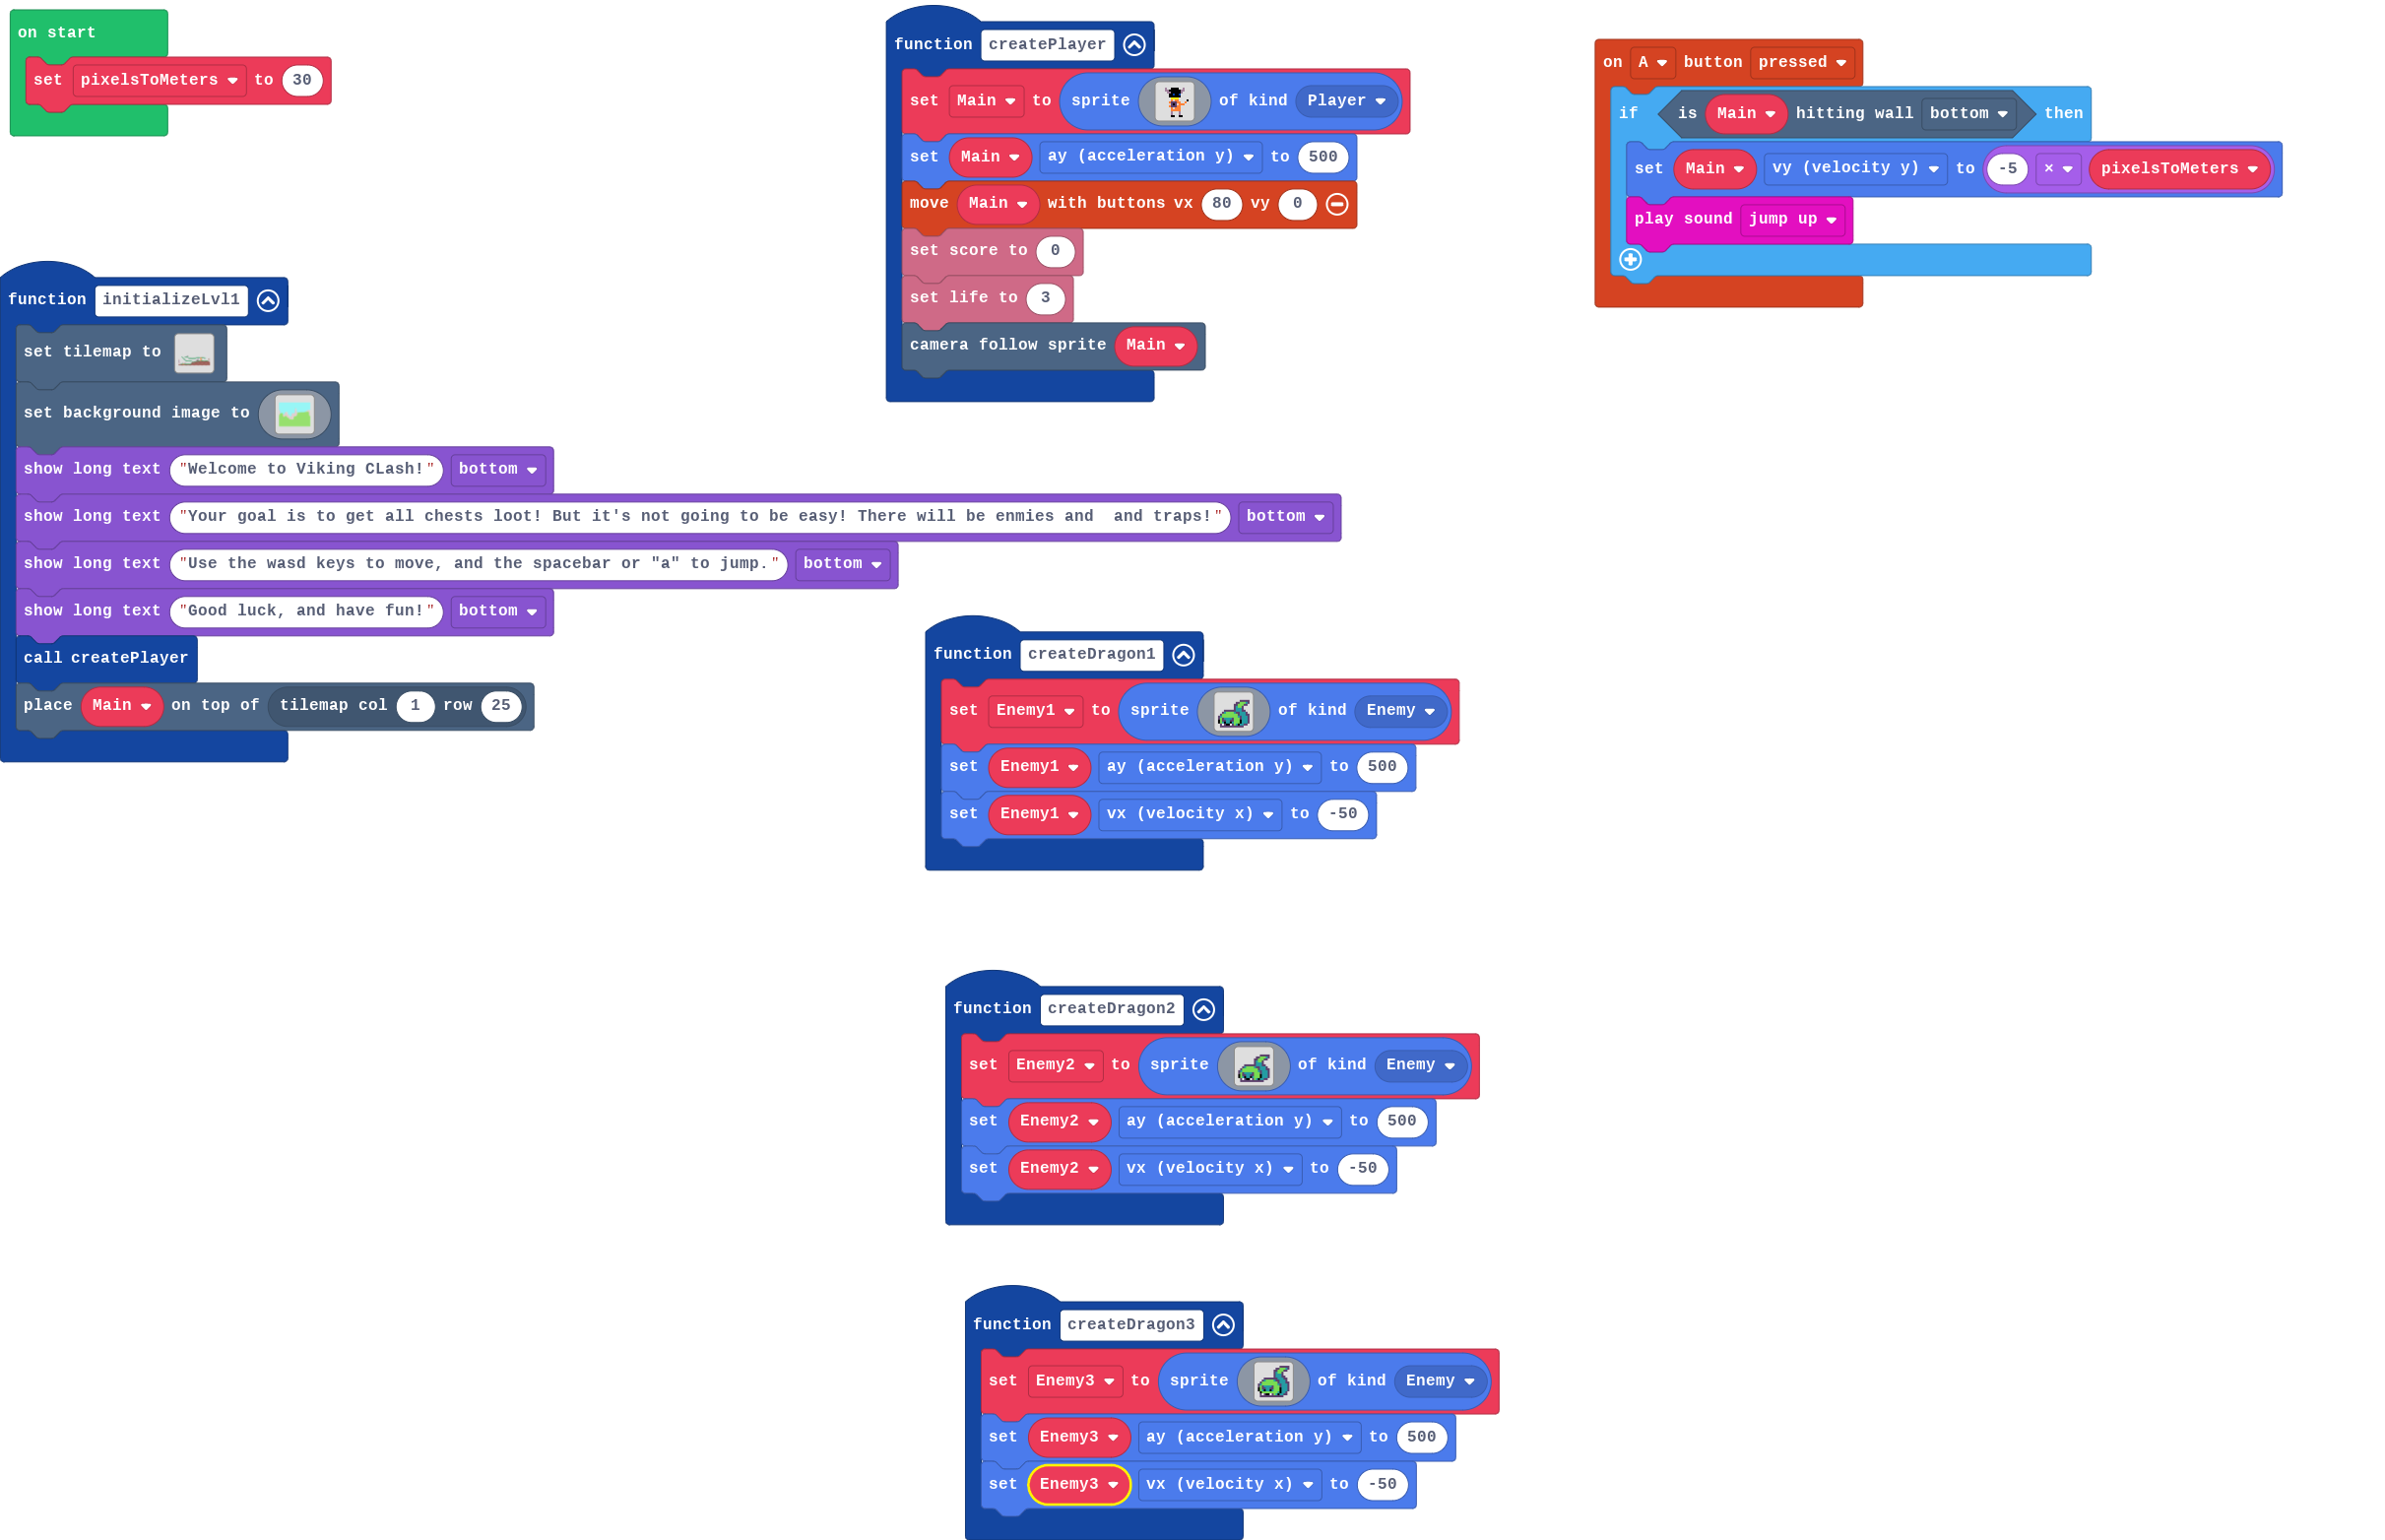 on start
set pixelsToMeters to 30
function initializeLvl1
set tilemap to
set background image to
show long text "Welcome to Viking CLash!" bottom
show long text "Your goal is to get all chests loot! But it's not going to be easy! There will be enmies and  and traps!" bottom
show long text "Use the wasd keys to move, and the spacebar or "a" to jump." bottom
show long text "Good luck, and have fun!" bottom
call createPlayer
place Main on top of tilemap col 1 row 25
function createPlayer
set Main to sprite of kind Player
set Main ay (acceleration y) to 500
move Main with buttons vx 80 vy 0
set score to 0
set life to 3
camera follow sprite Main
on A button pressed
if is Main hitting wall bottom then
set Main vy (velocity y) to -5 × pixelsToMeters
play sound jump up
function createDragon1
set Enemy1 to sprite of kind Enemy
set Enemy1 ay (acceleration y) to 500
set Enemy1 vx (velocity x) to -50
function createDragon2
set Enemy2 to sprite of kind Enemy
set Enemy2 ay (acceleration y) to 500
set Enemy2 vx (velocity x) to -50
function createDragon3
set Enemy3 to sprite of kind Enemy
set Enemy3 ay (acceleration y) to 500
set Enemy3 vx (velocity x) to -50